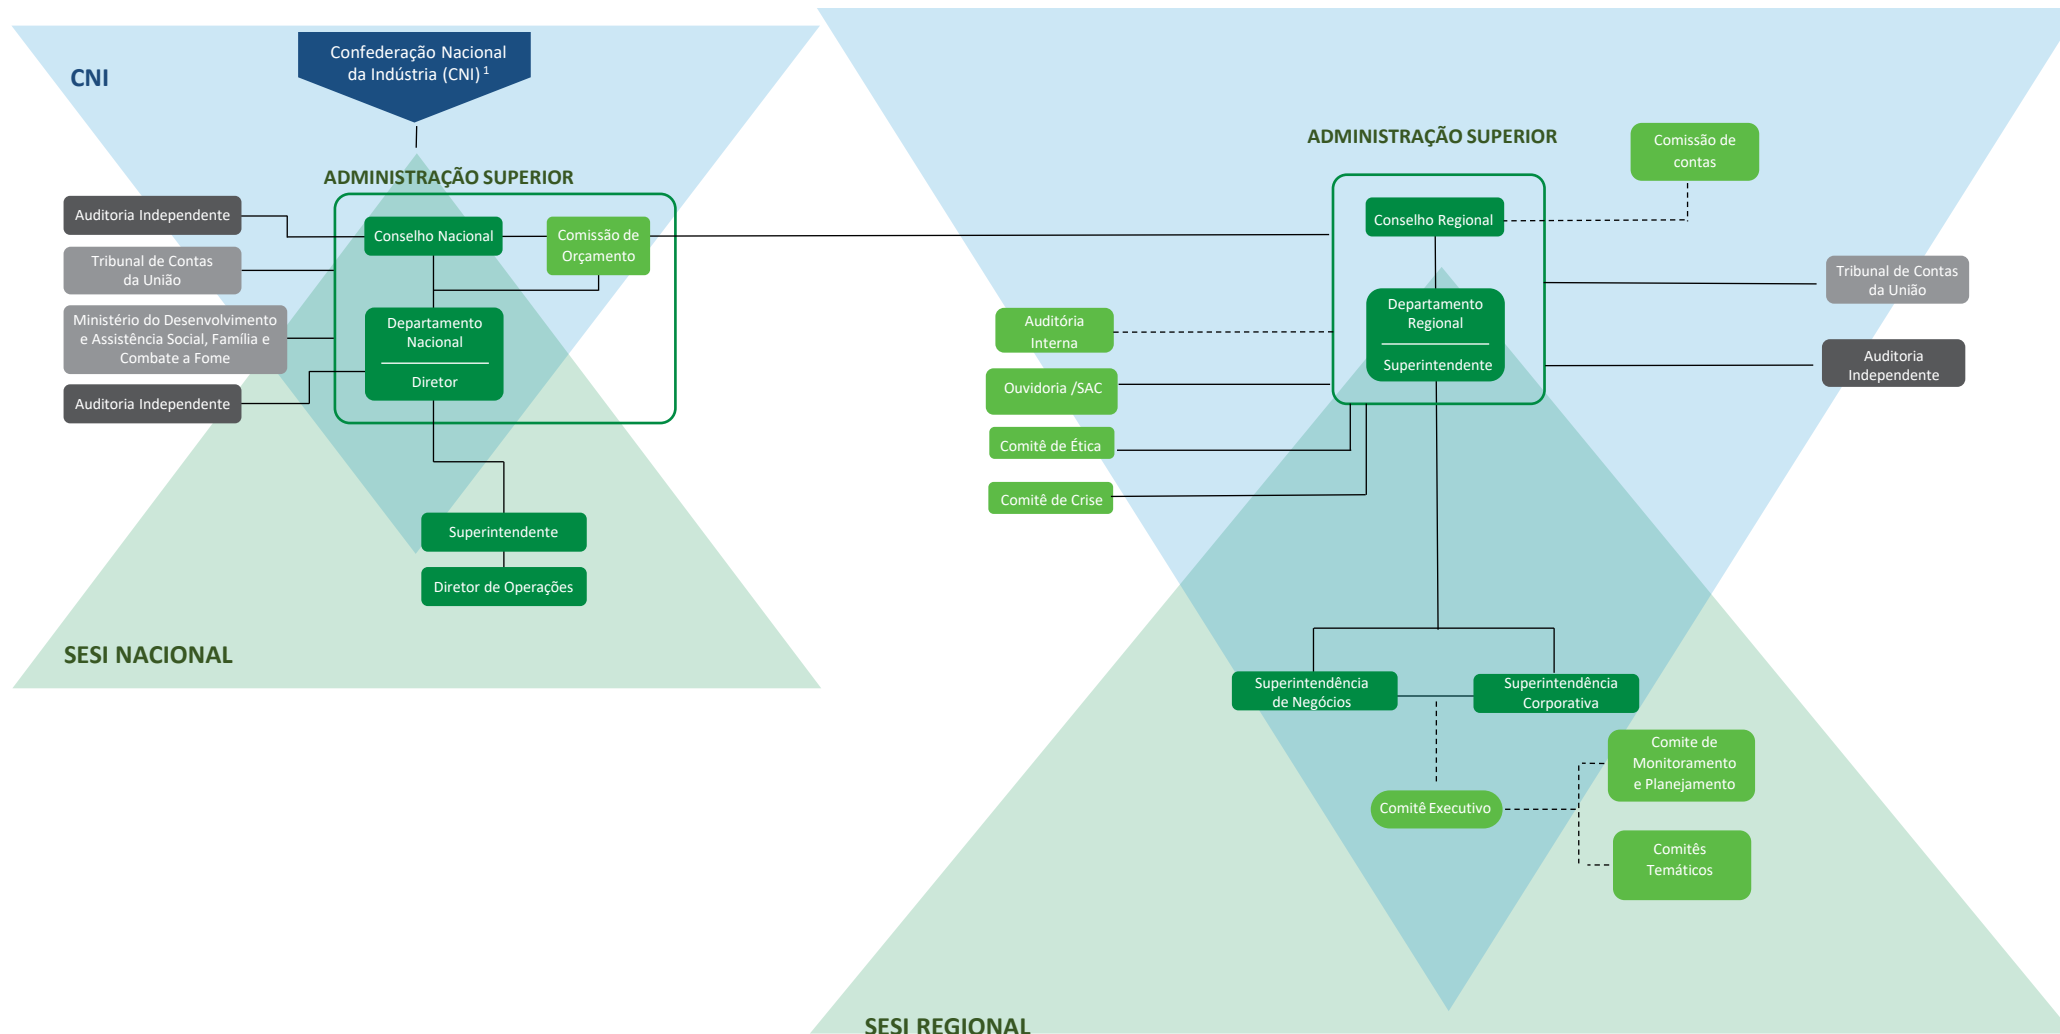 CNI
Confederação Nacional
da Indústria (CNI) 1
ADMINISTRAÇÃO SUPERIOR
Auditoria Independente
Conselho Nacional
Comissão de
Orçamento
Tribunal de Contas
da União
Ministério do Desenvolvimento
e Assistência Social, Família e
Combate a Fome
Departamento
Nacional
Diretor
Auditoria Independente
Superintendente
Diretor de Operações
SESI NACIONAL
ADMINISTRAÇÃO SUPERIOR
Comissão de
contas
Conselho Regional
Tribunal de Contas
da União
Departamento
Regional
Superintendente
Auditória
Interna
Auditoria
Independente
Ouvidoria /SAC
Comitê de Ética
Comitê de Crise
Superintendência
de Negócios
Superintendência
Corporativa
Comite de
Monitoramento
e Planejamento
Comitê Executivo
Comitês
Temáticos
SESI REGIONAL